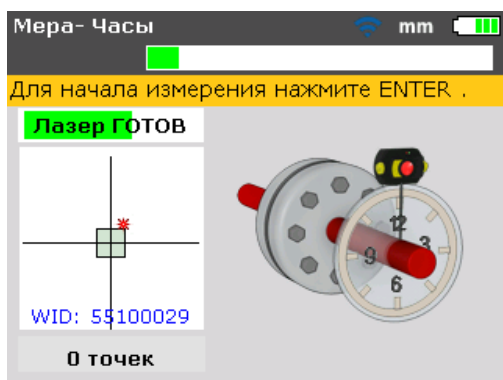 Мера- Часы mm
Для начала измерения нажмите ENTER .
Лазер ГОТОВ
12
3
9
6
WID: 55100029
0 точек